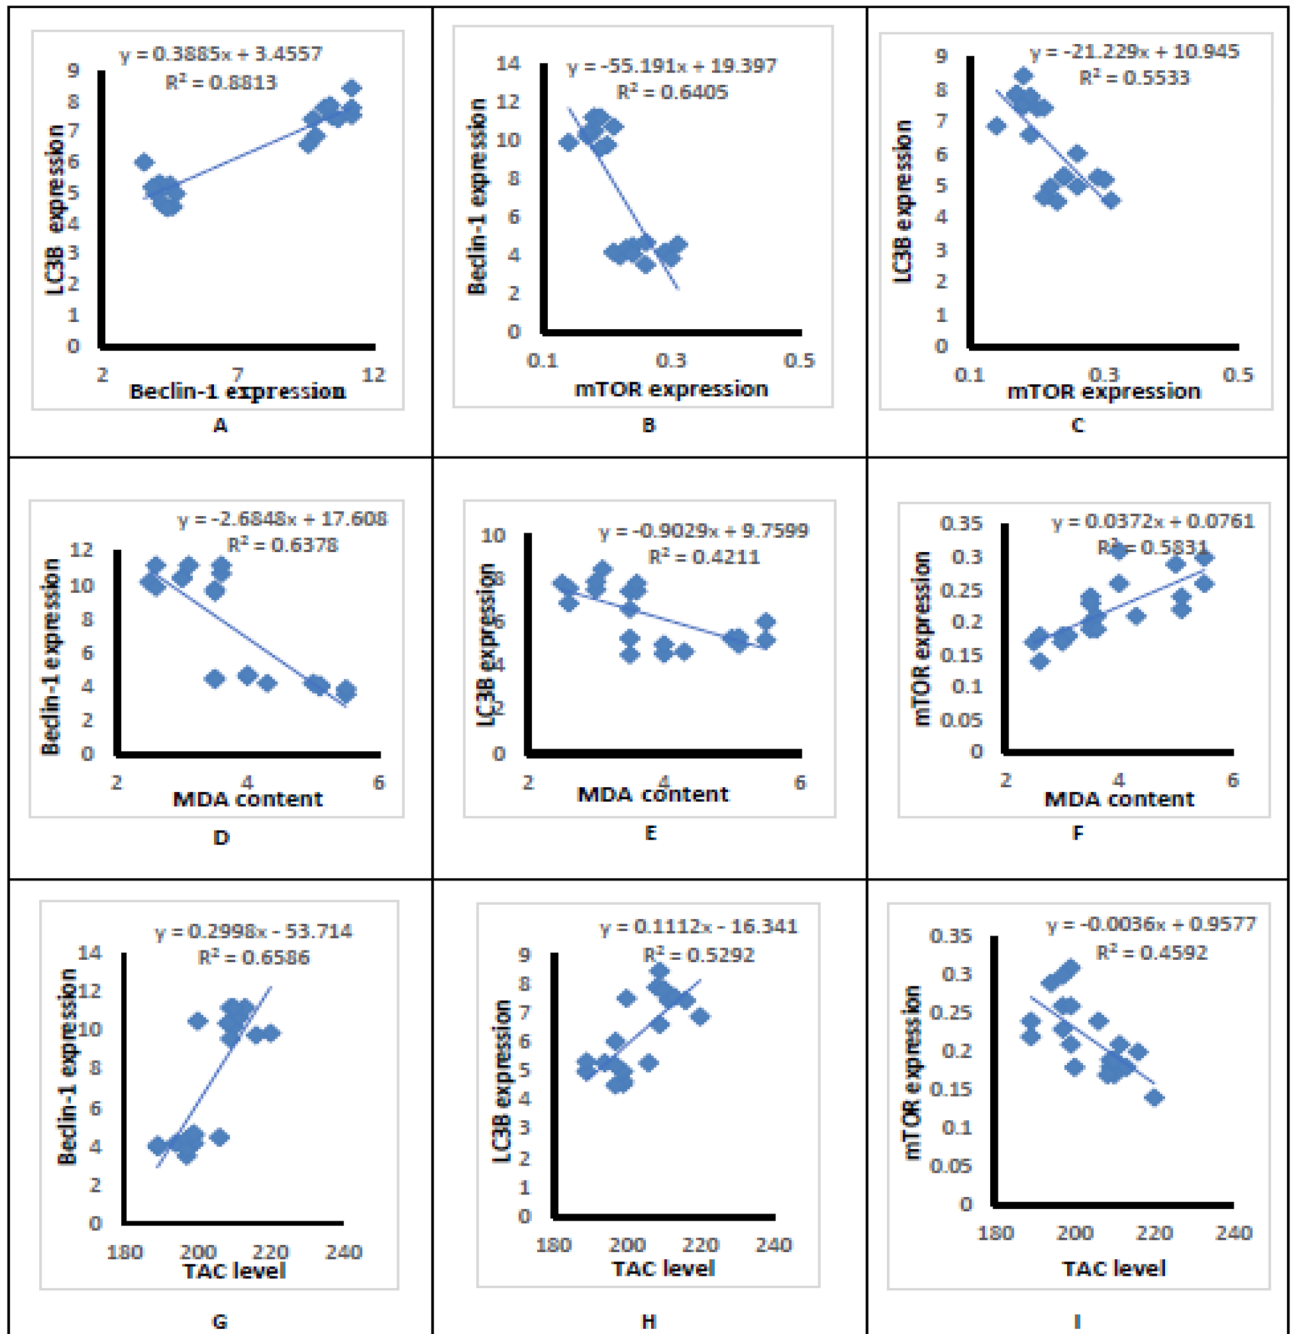 y = 0.3885x + 3.4557
R² = 0.8813
9
8
7
6
5
4
3
2
1
0
LC3B expression
2 7 12
Beclin-1 expression
A
y = -55.191x + 19.397
R² = 0.6405
14
12
10
8
6
4
2
0
Beclin-1 expression
0.1 0.3 0.5
mTOR expression
B
y = -21.229x + 10.945
R² = 0.5533
9
8
7
6
5
4
3
2
1
0
LC3B expression
0.1 0.3 0.5
mTOR expression
C
y = -2.6848x + 17.608
R² = 0.6378
12
10
8
6
4
2
0
Beclin-1 expression
2 4 6
MDA content
D
y = -0.9029x + 9.7599
R² = 0.4211
10
8
6
4
2
0
LC3B expression
2 4 6
MDA content
E
y = 0.0372x + 0.0761
R² = 0.5831
0.35
0.3
0.25
0.2
0.15
0.1
0.05
0
mTOR expression
2 4 6
MDA content
F
y = 0.2998x - 53.714
R² = 0.6586
14
12
10
8
6
4
2
0
Beclin-1 expression
180 200 220 240
TAC level
G
y = 0.1112x - 16.341
R² = 0.5292
9
8
7
6
5
4
3
2
1
0
LC3B expression
180 200 220 240
TAC level
H
y = -0.0036x + 0.9577
R² = 0.4592
0.35
0.3
0.25
0.2
0.15
0.1
0.05
0
mTOR expression
180 200 220 240
TAC level
I